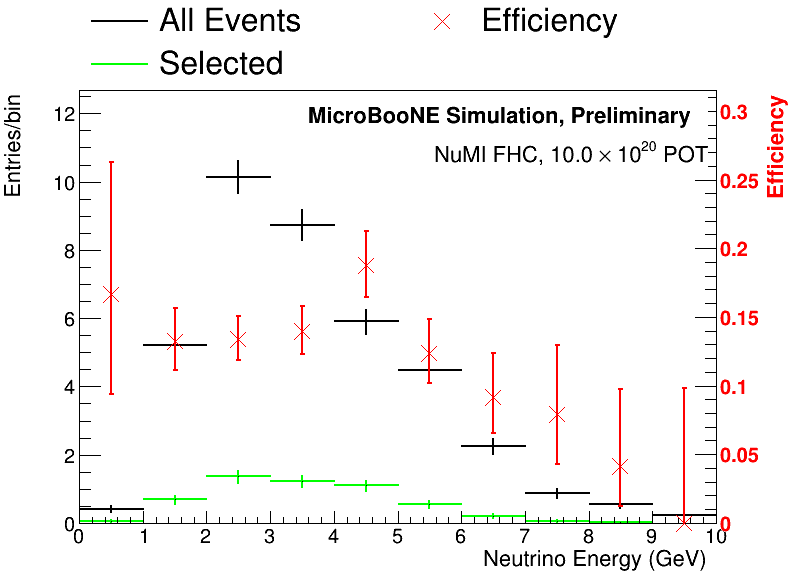 All Events
Efficiency
Selected
MicroBooNE Simulation, Preliminary
NuMI FHC, 10.0 × 10²⁰ POT
Entries/bin
12
10
8
6
4
2
0
Efficiency
0.3
0.25
0.2
0.15
0.1
0.05
0
0 1 2 3 4 5 6 7 8 9 10
Neutrino Energy (GeV)